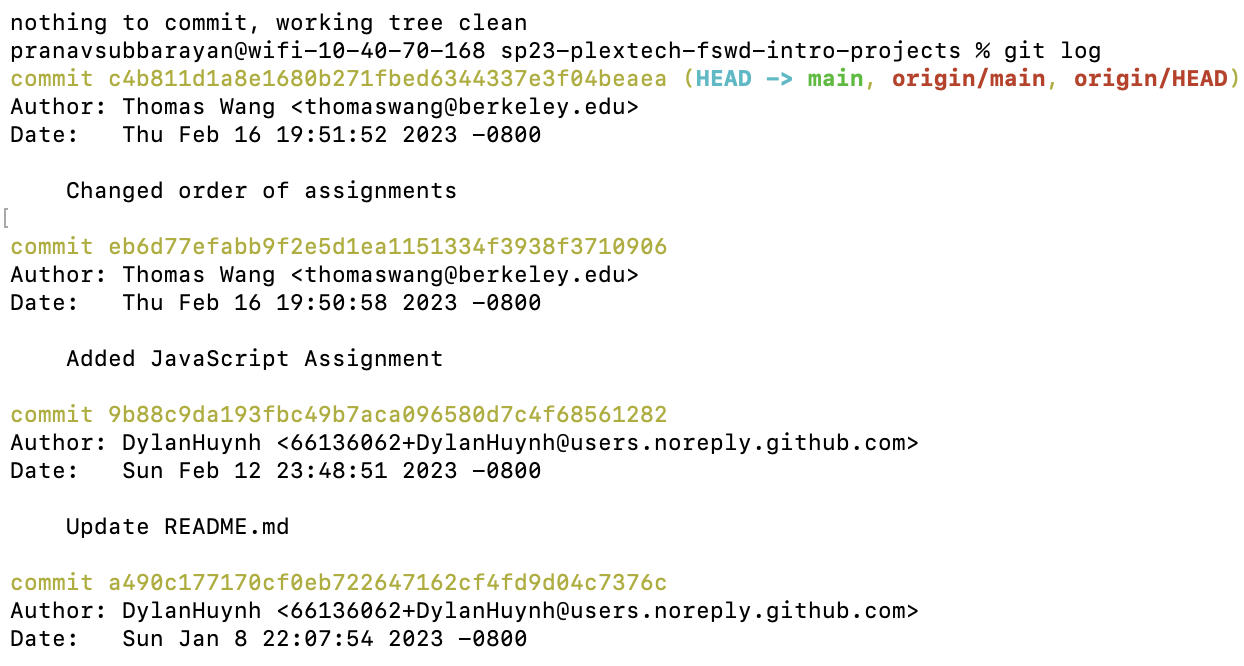 nothing to commit, working tree clean
pranavsubbarayan@wifi-10-40-70-168 sp23-plextech-fswd-intro-projects % git log
commit c4b811d1a8e1680b271fbed6344337e3f04beaea (HEAD -> main, origin/main, origin/HEAD)
Author: Thomas Wang <thomaswang@berkeley.edu>
Date:   Thu Feb 16 19:51:52 2023 -0800
    Changed order of assignments
[
commit eb6d77efabb9f2e5d1ea1151334f3938f3710906
Author: Thomas Wang <thomaswang@berkeley.edu>
Date:   Thu Feb 16 19:50:58 2023 -0800
    Added JavaScript Assignment
commit 9b88c9da193fbc49b7aca096580d7c4f68561282
Author: DylanHuynh <66136062+DylanHuynh@users.noreply.github.com>
Date:   Sun Feb 12 23:48:51 2023 -0800
    Update README.md
commit a490c177170cf0eb722647162cf4fd9d04c7376c
Author: DylanHuynh <66136062+DylanHuynh@users.noreply.github.com>
Date:   Sun Jan 8 22:07:54 2023 -0800